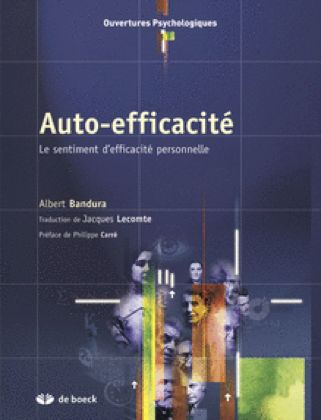 Ouvertures Psychologiques
Auto-efficacité
Le sentiment d'efficacité personnelle
Albert Bandura
Traduction de Jacques Lecomte
Préface de Philippe Carré
de boeck